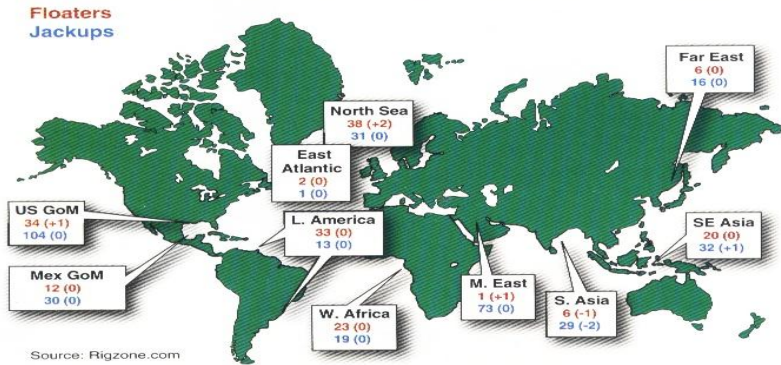 Floaters
Jackups
Far East
6 (0)
16 (0)
North Sea
38 (+2)
31 (0)
East
Atlantic
2 (0)
1 (0)
US GoM
34 (+1)
104 (0)
L. America
33 (0)
13 (0)
SE Asia
20 (0)
32 (+1)
Mex GoM
12 (0)
30 (0)
M. East
1 (+1)
73 (0)
S. Asia
6 (-1)
29 (-2)
W. Africa
23 (0)
19 (0)
Source: Rigzone.com